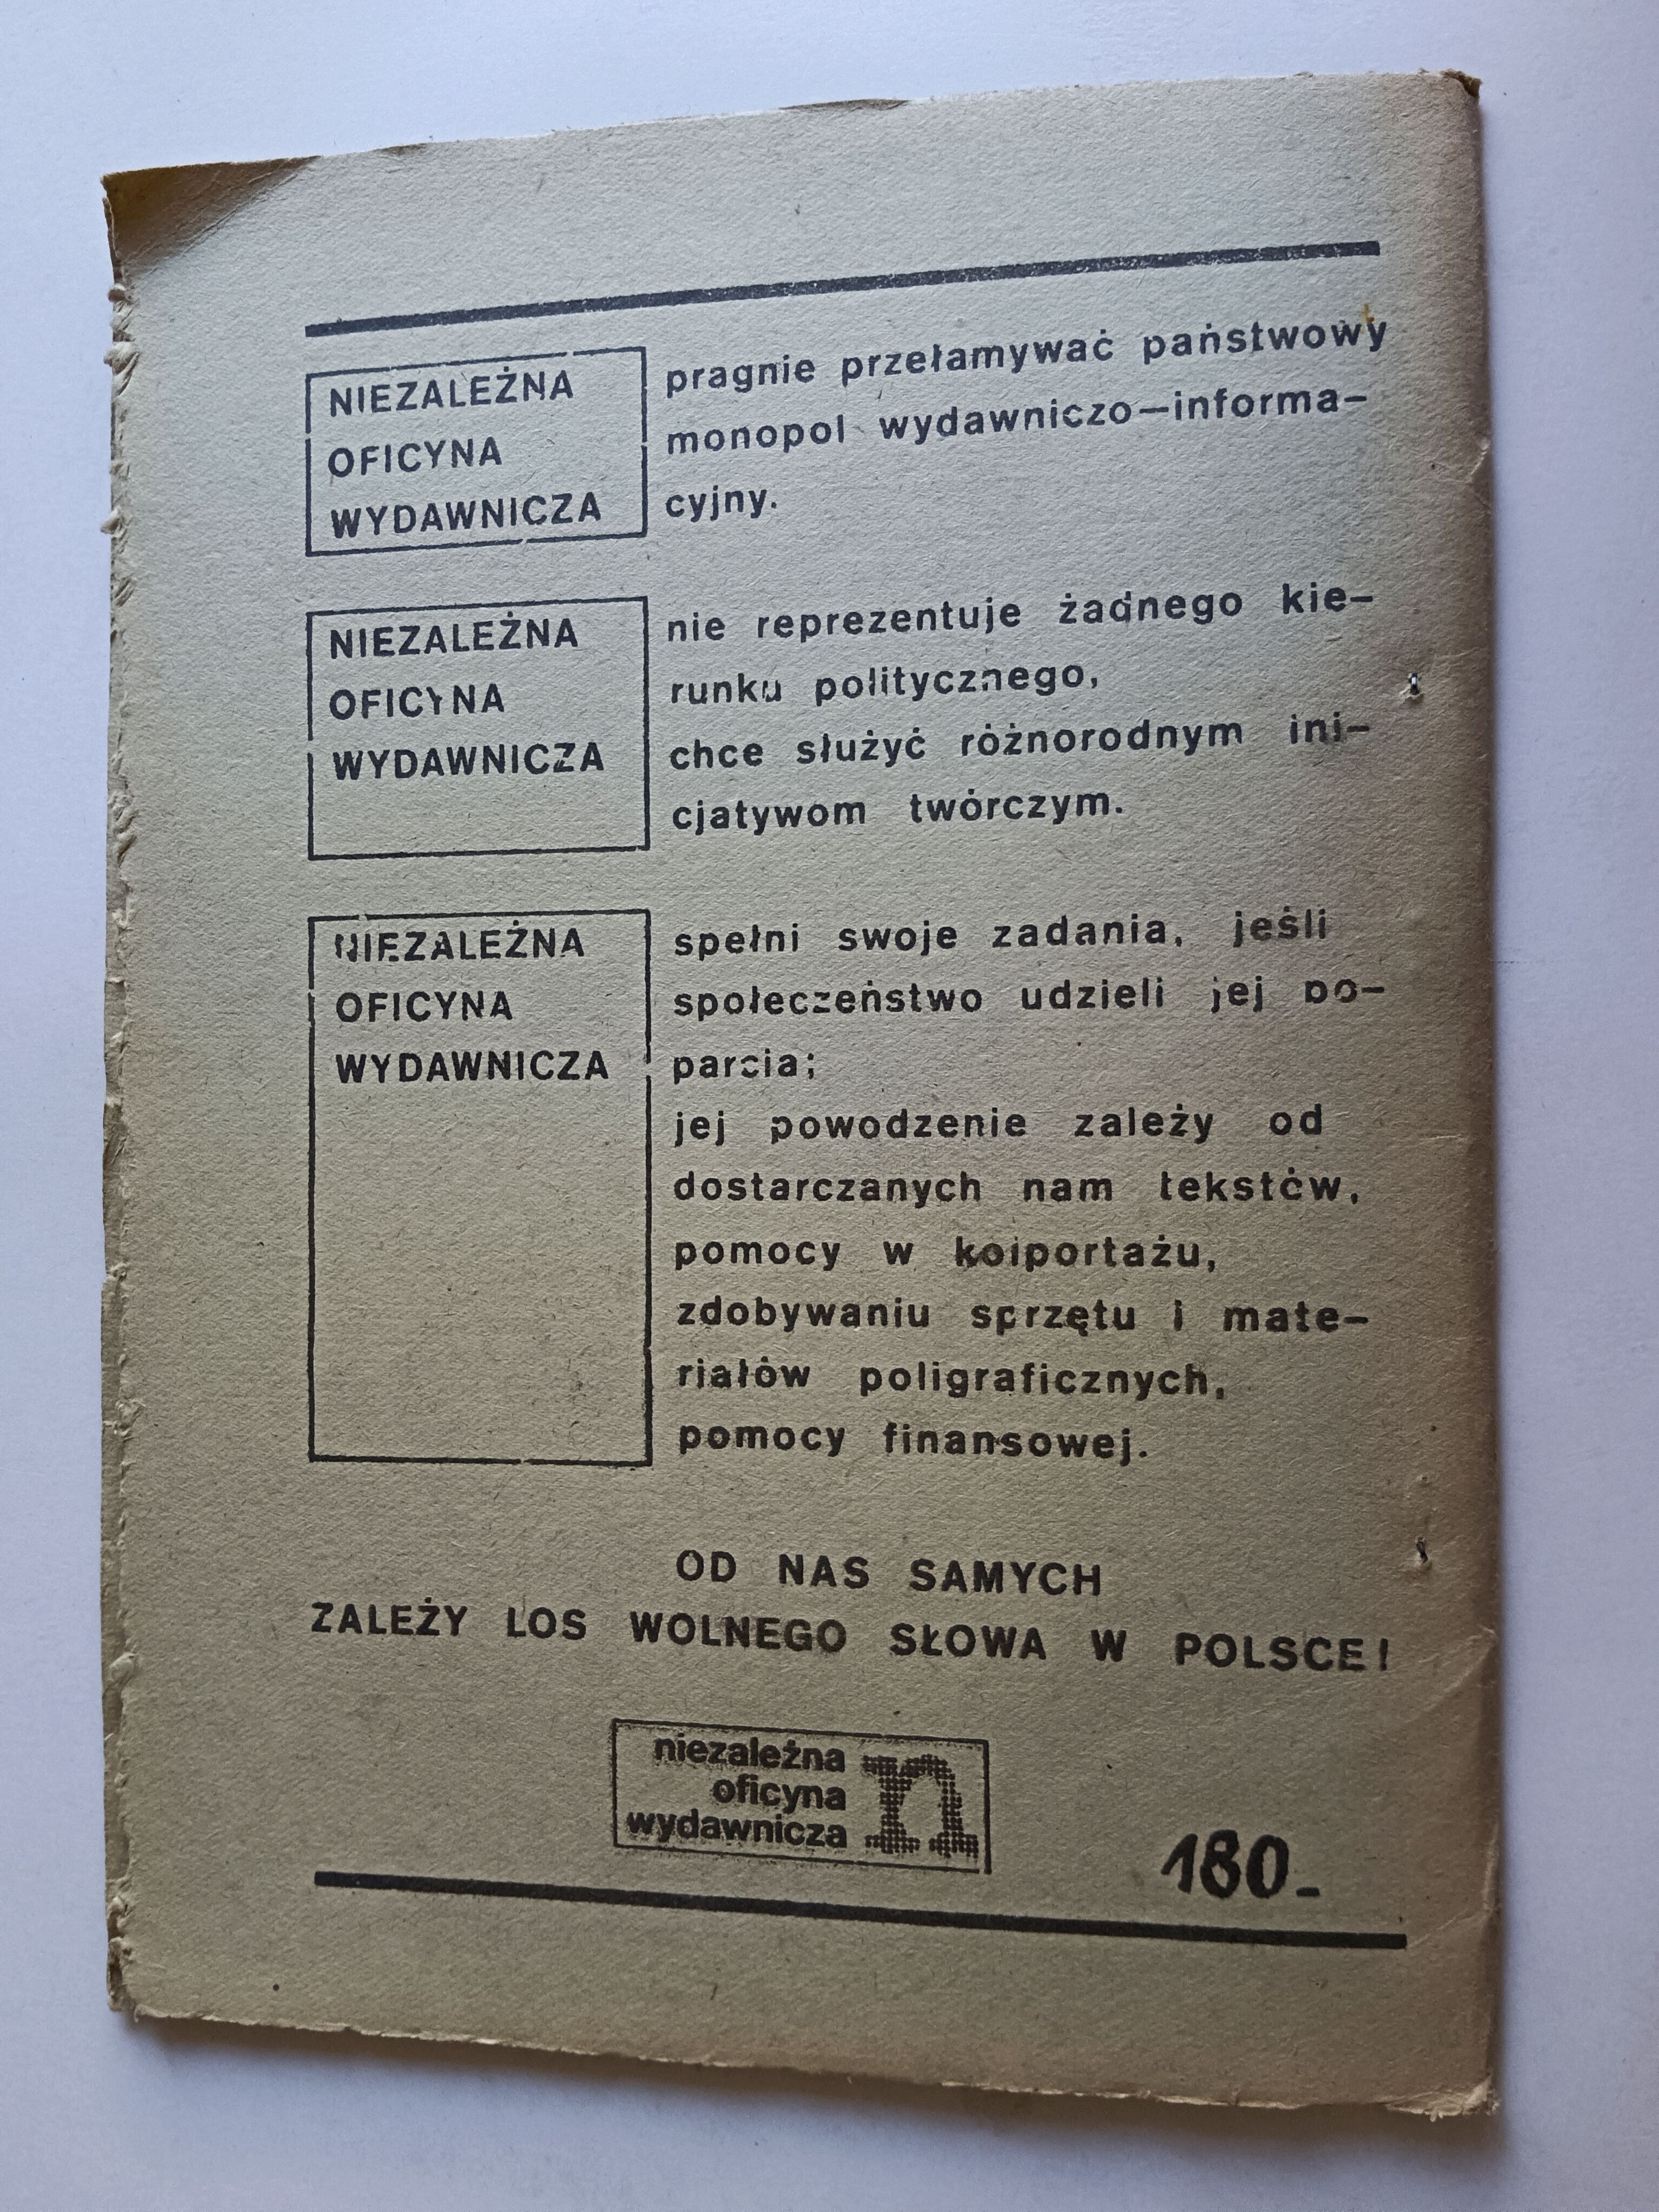 NIEZALEŻNA
OFICYNA
WYDAWNICZA
pragnie przełamywać państwowy
monopol wydawniczo-informa-
cyjny.
NIEZALEŻNA
OFICYNA
WYDAWNICZA
nie reprezentuje żadnego kie-
runku politycznego,
chce służyć różnorodnym ini-
cjatywom twórczym.
NIEZALEŻNA
OFICYNA
WYDAWNICZA
spełni swoje zadania, jeśli
społeczeństwo udzieli jej po-
parcia;
jej powodzenie zależy od
dostarczanych nam tekstów,
pomocy w kolportażu,
zdobywaniu sprzętu i mate-
riałów poligraficznych,
pomocy finansowej.
OD NAS SAMYCH
ZALEŻY LOS WOLNEGO SŁOWA W POLSCE!
niezależna
oficyna
wydawnicza
n
180-